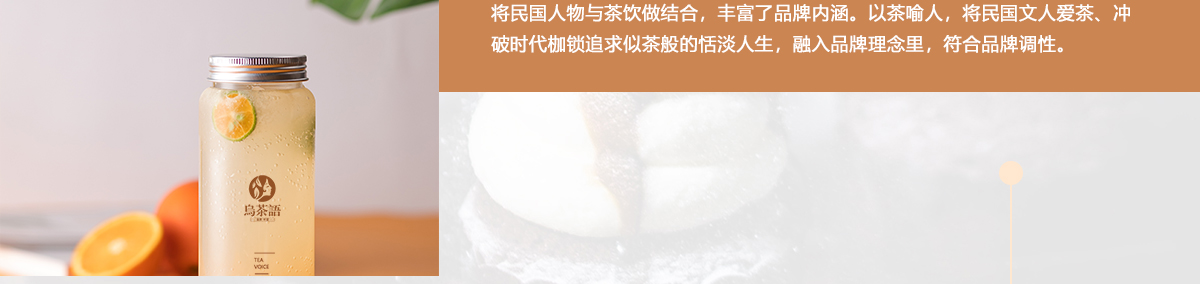 将民国人物与茶饮做结合，丰富了品牌内涵。以茶喻人，将民国文人爱茶、冲
破时代枷锁追求似茶般的恬淡人生，融入品牌理念里，符合品牌调性。
烏茶語
TEA
VOICE